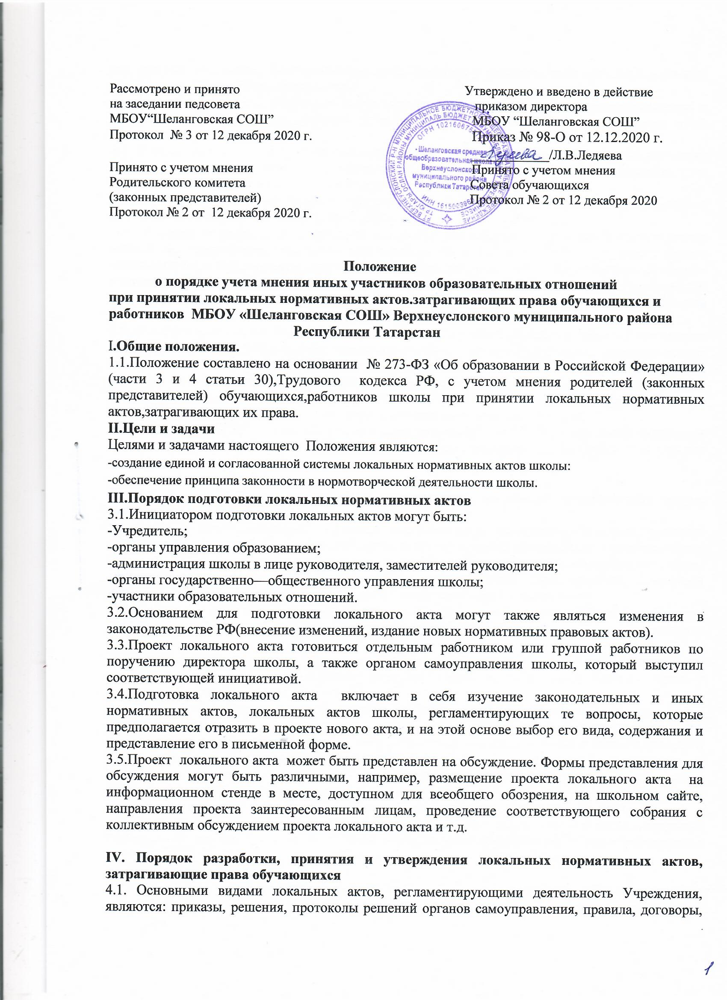 Рассмотрено и принято
на заседании педсовета
МБОУ“Шеланговская СОШ”
Протокол № 3 от 12 декабря 2020 г.
Принято с учетом мнения
Родительского комитета
(законных представителей)
Протокол № 2 от 12 декабря 2020 г.
Утверждено и введено в действие
приказом директора
МБОУ “Шеланговская СОШ”
Приказ № 98-О от 12.12.2020 г.
/Л.В.Ледяева
Принято с учетом мнения
Совета обучающихся
Протокол № 2 от 12 декабря 2020
Шеланговская средняя
общеобразовательная школа
Верхнеуслонского
муниципального района
Республики Татарстан
Положение
о порядке учета мнения иных участников образовательных отношений
при принятии локальных нормативных актов.затрагивающих права обучающихся и
работников МБОУ «Шеланговская СОШ» Верхнеуслонского муниципального района
Республики Татарстан
I.Общие положения.
1.1.Положение составлено на основании № 273-ФЗ «Об образовании в Российской Федерации»
(части 3 и 4 статьи 30),Трудового кодекса РФ, с учетом мнения родителей (законных
представителей) обучающихся,работников школы при принятии локальных нормативных
актов,затрагивающих их права.
II.Цели и задачи
Целями и задачами настоящего Положения являются:
-создание единой и согласованной системы локальных нормативных актов школы:
-обеспечение принципа законности в нормотворческой деятельности школы.
III.Порядок подготовки локальных нормативных актов
3.1.Инициатором подготовки локальных актов могут быть:
-Учредитель;
-органы управления образованием;
-администрация школы в лице руководителя, заместителей руководителя;
-органы государственно—общественного управления школы;
-участники образовательных отношений.
3.2.Основанием для подготовки локального акта могут также являться изменения в
законодательстве РФ(внесение изменений, издание новых нормативных правовых актов).
3.3.Проект локального акта готовиться отдельным работником или группой работников по
поручению директора школы, а также органом самоуправления школы, который выступил
соответствующей инициативой.
3.4.Подготовка локального акта включает в себя изучение законодательных и иных
нормативных актов, локальных актов школы, регламентирующих те вопросы, которые
предполагается отразить в проекте нового акта, и на этой основе выбор его вида, содержания и
представление его в письменной форме.
3.5.Проект локального акта может быть представлен на обсуждение. Формы представления для
обсуждения могут быть различными, например, размещение проекта локального акта на
информационном стенде в месте, доступном для всеобщего обозрения, на школьном сайте,
направления проекта заинтересованным лицам, проведение соответствующего собрания с
коллективным обсуждением проекта локального акта и т.д.
IV. Порядок разработки, принятия и утверждения локальных нормативных актов,
затрагивающие права обучающихся
4.1. Основными видами локальных актов, регламентирующими деятельность Учреждения,
являются: приказы, решения, протоколы решений органов самоуправления, правила, договоры,
1